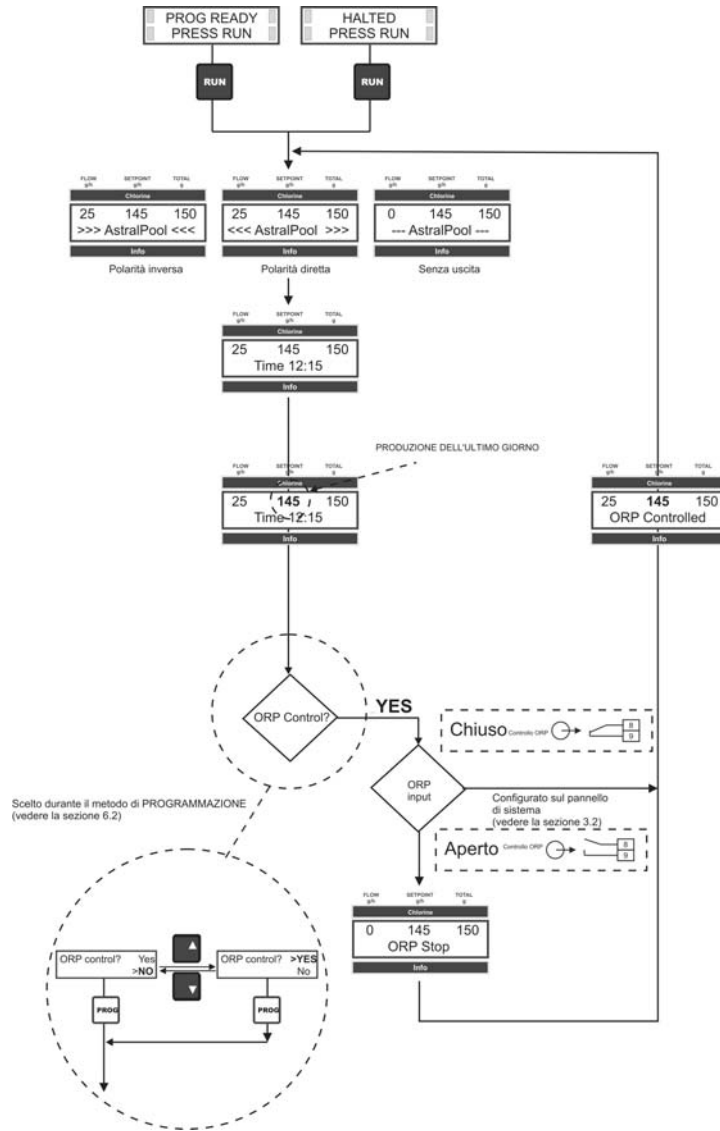 PROG READY
PRESS RUN
HALTED
PRESS RUN
RUN
RUN
FLOW
g/h
SETPOINT
g/h
TOTAL
g
Chlorine
25 145 150
>>> AstralPool <<<
Info
Polarità inversa
FLOW
g/h
SETPOINT
g/h
TOTAL
g
Chlorine
25 145 150
<<< AstralPool >>>
Info
Polarità diretta
FLOW
g/h
SETPOINT
g/h
TOTAL
g
Chlorine
0 145 150
--- AstralPool ---
Info
Senza uscita
FLOW
g/h
SETPOINT
g/h
TOTAL
g
Chlorine
25 145 150
Time 12:15
Info
PRODUZIONE DELL'ULTIMO GIORNO
FLOW
g/h
SETPOINT
g/h
TOTAL
g
Chlorine
25 145 150
Time 12:15
Info
FLOW
g/h
SETPOINT
g/h
TOTAL
g
Chlorine
25 145 150
ORP Controlled
Info
ORP Control?
YES
Chiuso Controllo ORP
8
9
ORP
input
Configurato sul pannello
di sistema
(vedere la sezione 3.2)
Aperto Controllo ORP
8
9
Scelto durante il metodo di PROGRAMMAZIONE
(vedere la sezione 6.2)
FLOW
g/h
SETPOINT
g/h
TOTAL
g
Chlorine
0 145 150
ORP Stop
Info
ORP control? Yes
>NO
ORP control? >YES
No
PROG
PROG